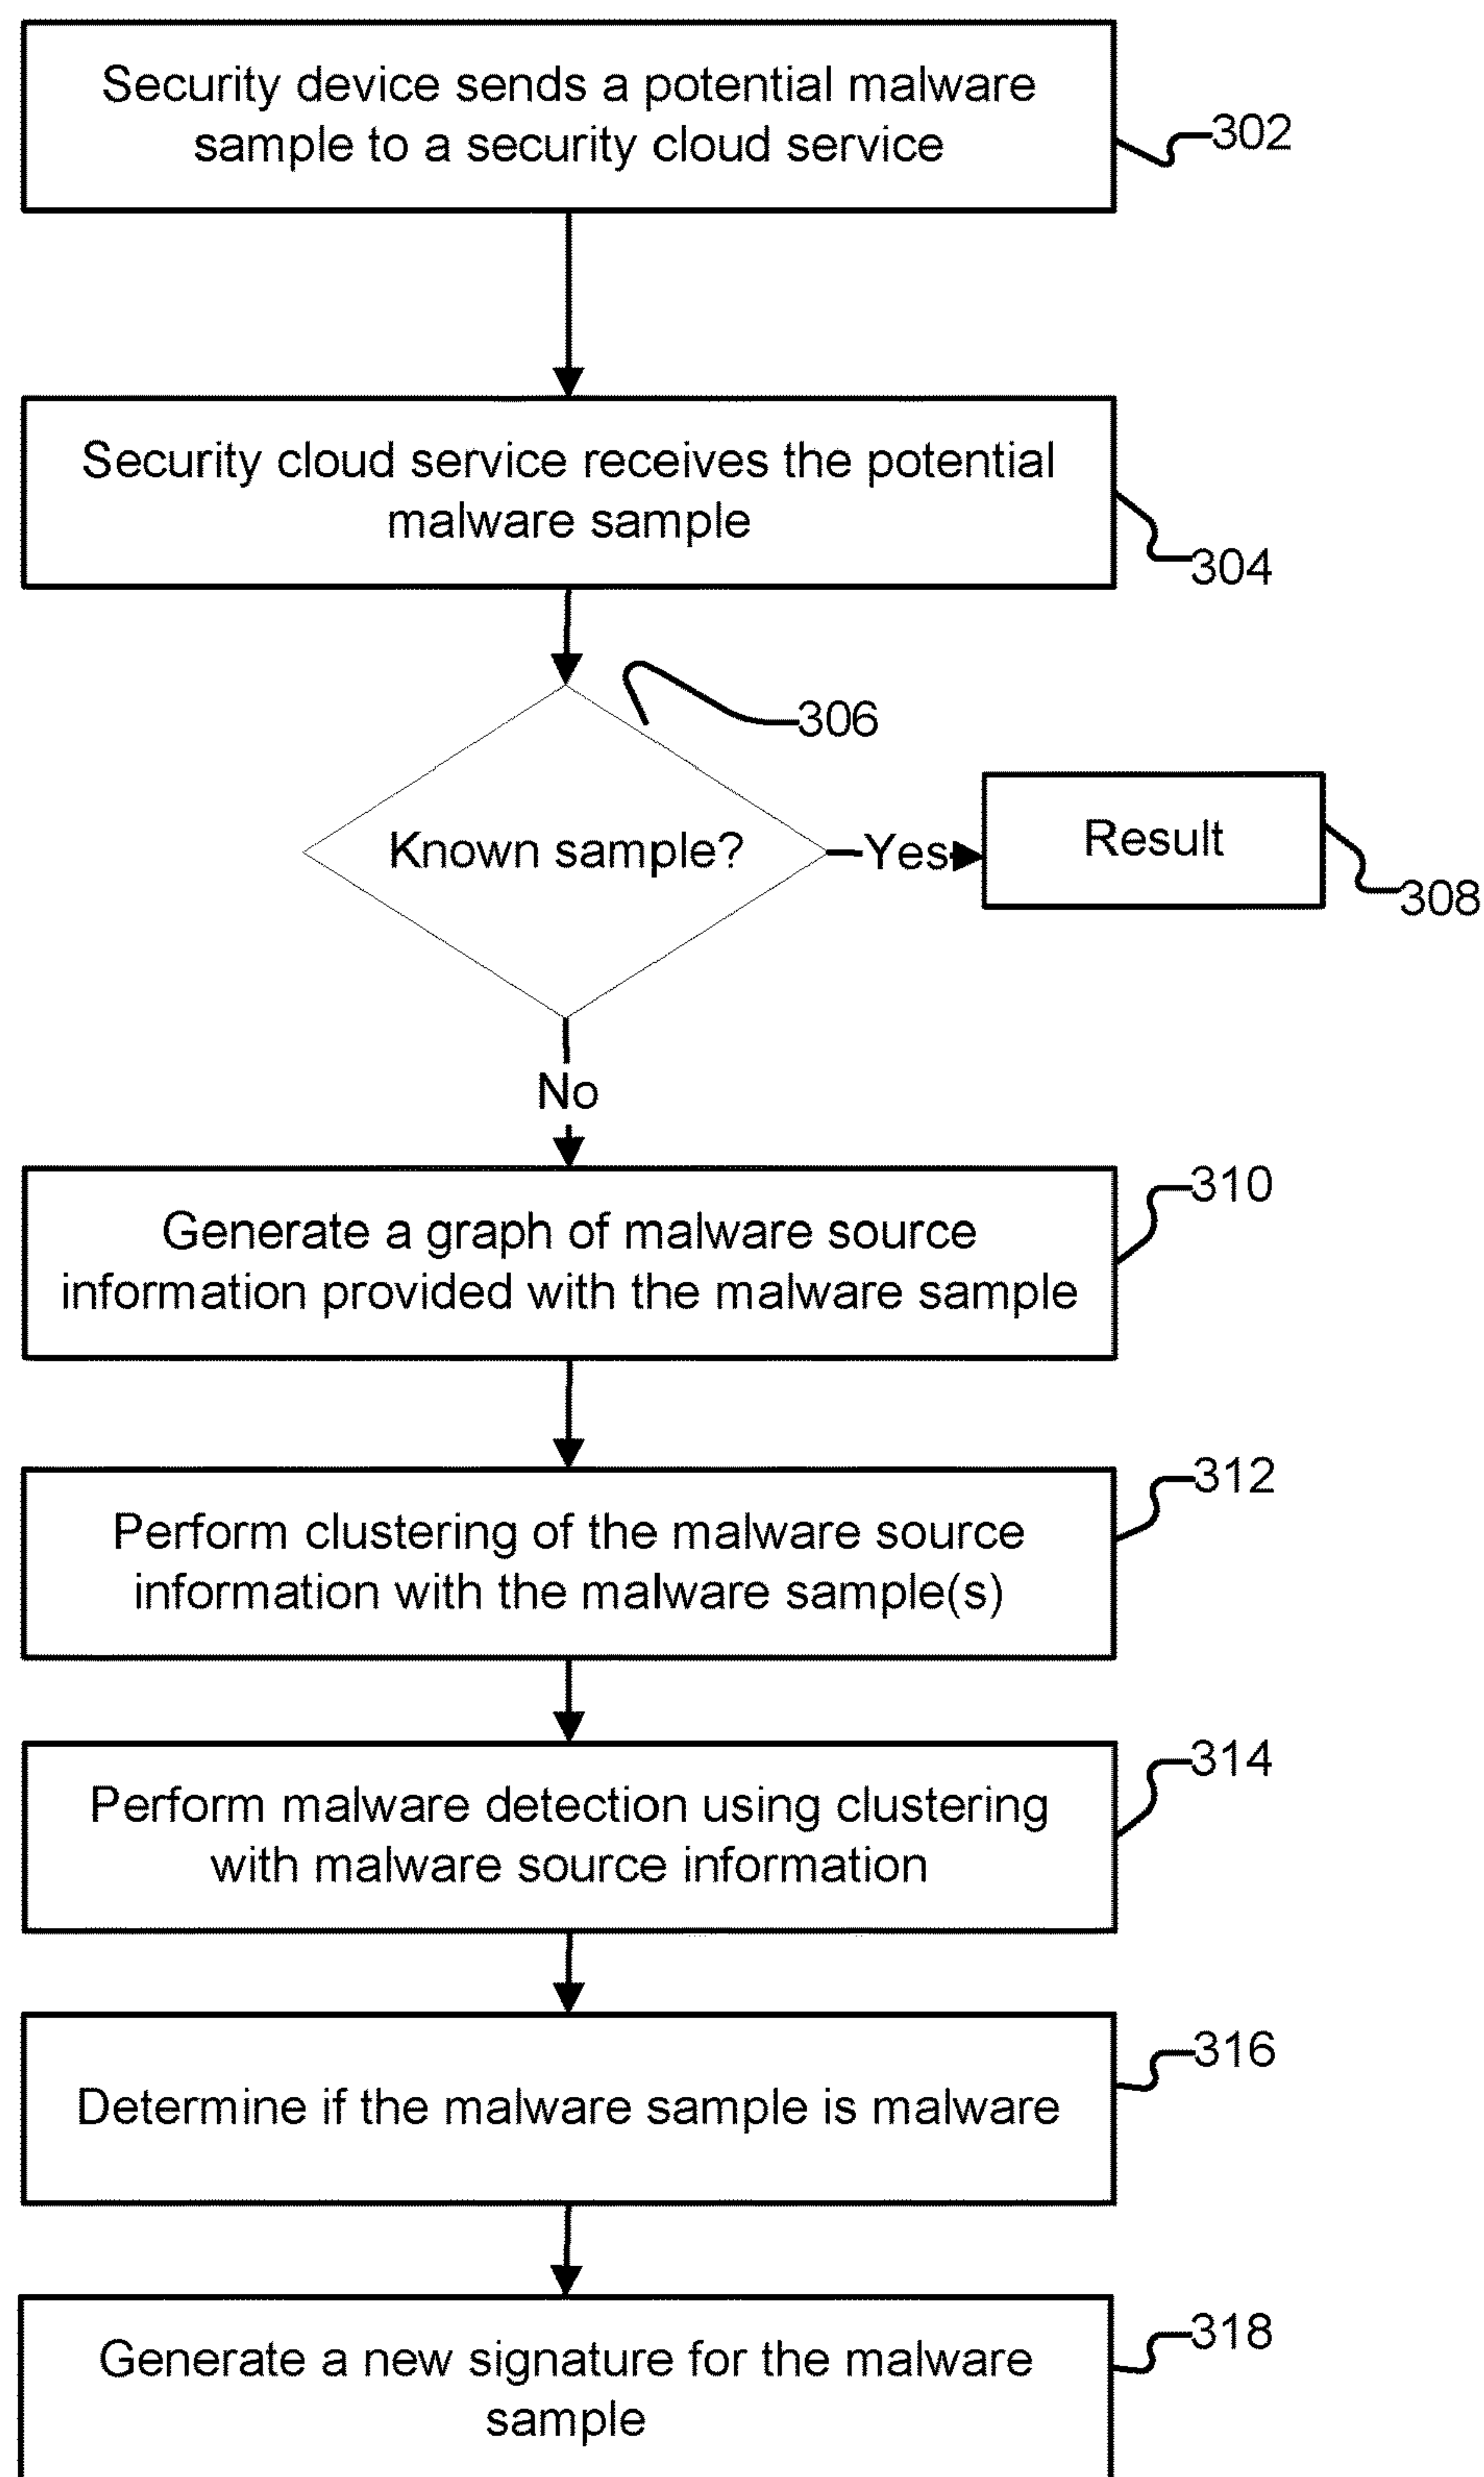 Security device sends a potential malware
sample to a security cloud service
302
Security cloud service receives the potential
malware sample
304
306
Known sample?
Yes
Result
308
No
Generate a graph of malware source
information provided with the malware sample
310
Perform clustering of the malware source
information with the malware sample(s)
312
Perform malware detection using clustering
with malware source information
314
Determine if the malware sample is malware
316
Generate a new signature for the malware
sample
318